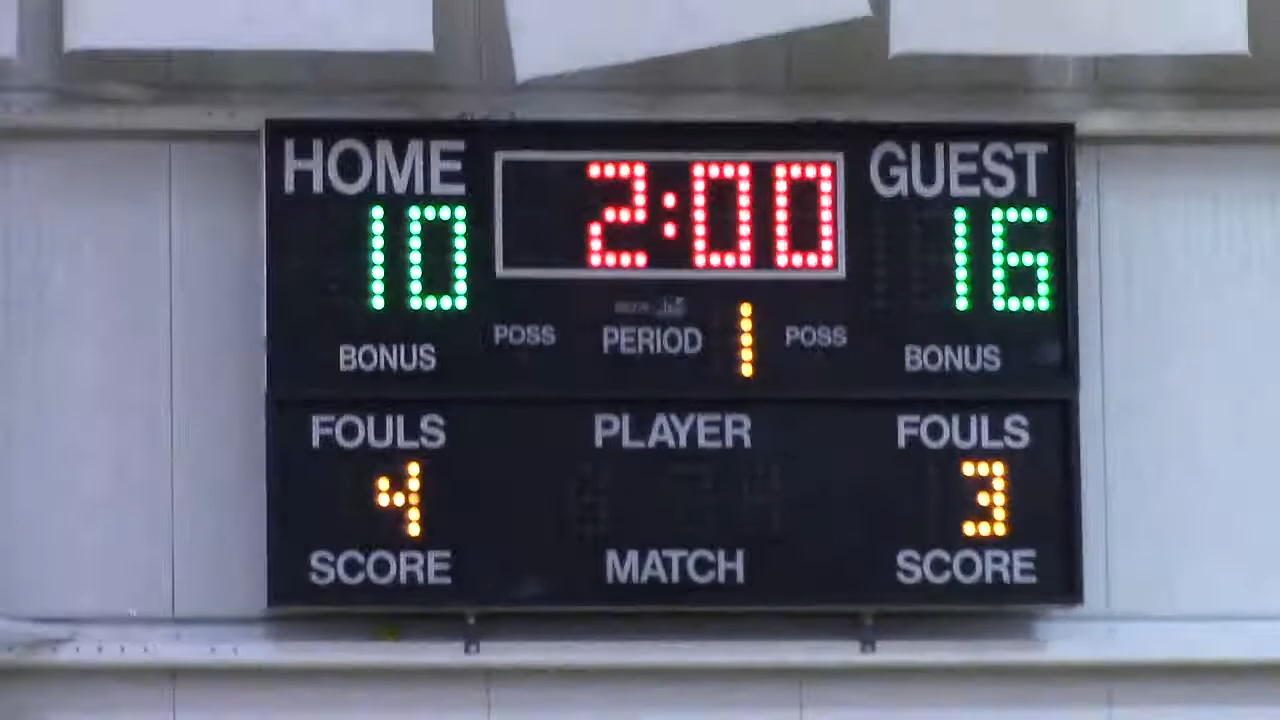 HOME 2:00 GUEST
10 16
POSS PERIOD 1 POSS
BONUS BONUS
FOULS PLAYER FOULS
4 3
SCORE MATCH SCORE